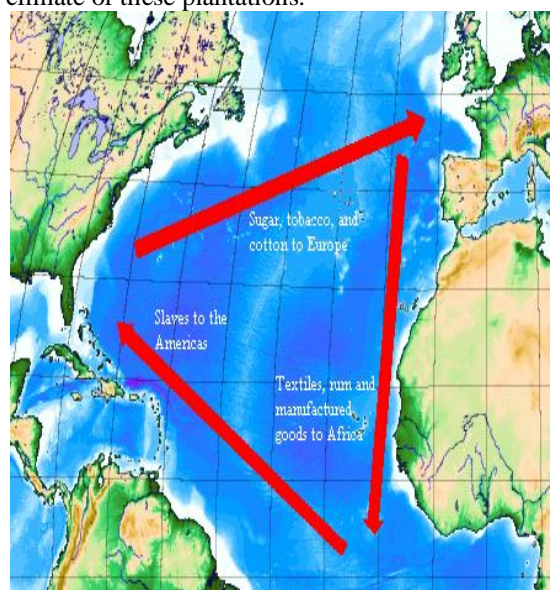 climate of these plantations.
Sugar, tobacco, and
cotton to Europe
Slaves to the
Americas
Textiles, rum and
manufactured
goods to Africa